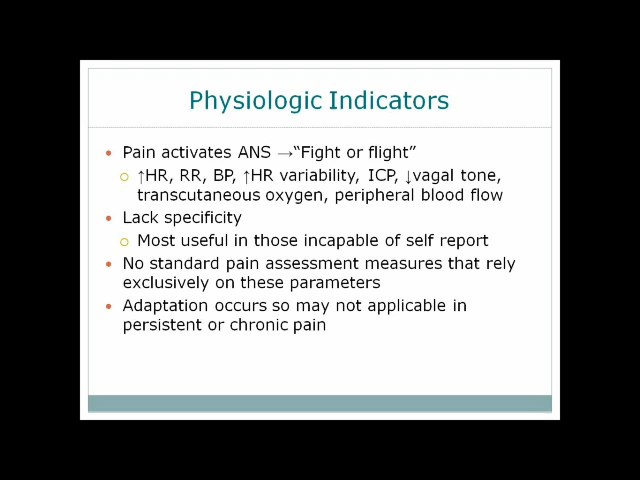 Physiologic Indicators
• Pain activates ANS →“Fight or flight”
o ↑HR, RR, BP, ↑HR variability, ICP, ↓vagal tone,
transcutaneous oxygen, peripheral blood flow
• Lack specificity
o Most useful in those incapable of self report
• No standard pain assessment measures that rely
exclusively on these parameters
• Adaptation occurs so may not applicable in
persistent or chronic pain